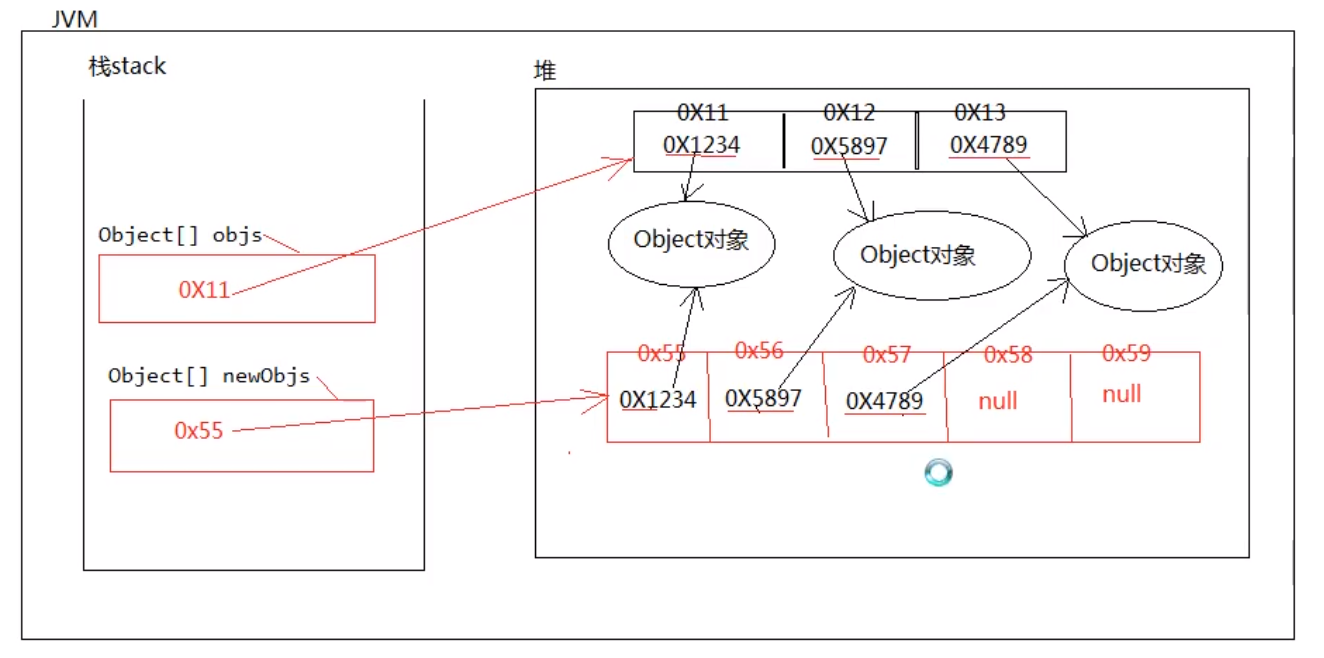 JVM
栈stack
堆
0X11 0X12 0X13
0X1234 0X5897 0X4789
Object[] objs
Object对象 Object对象 Object对象
0X11
0x55 0x56 0x57 0x58 0x59
Object[] newObjs
0X1234 0X5897 0X4789 null null
0x55